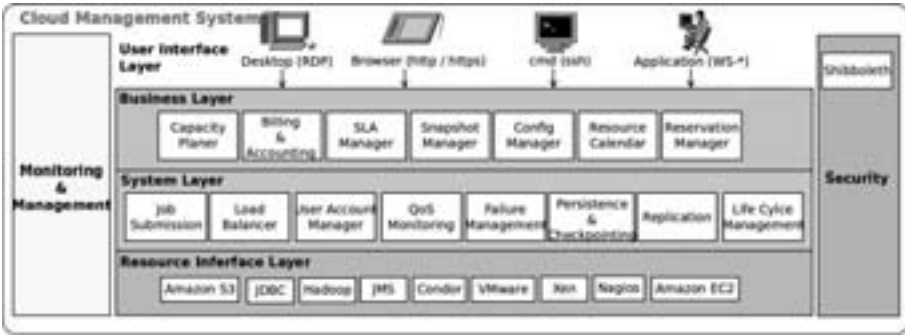 Cloud Management System
User Interface
Layer
Desktop (RDP)
Browser (http / https)
cmd (ssh)
Application (WS-*)
Shibboleth
Business Layer
Capacity
Planer
Billing
&
Accounting
SLA
Manager
Snapshot
Manager
Config
Manager
Resource
Calendar
Reservation
Manager
Monitoring
&
Management
Security
System Layer
Job
Submission
Load
Balancer
User Account
Manager
QoS
Monitoring
Failure
Management
Persistence
&
Checkpointing
Replication
Life Cylce
Management
Resource Inferface Layer
Amazon S3
JDBC
Hadoop
JMS
Condor
VMware
Xen
Nagios
Amazon EC2